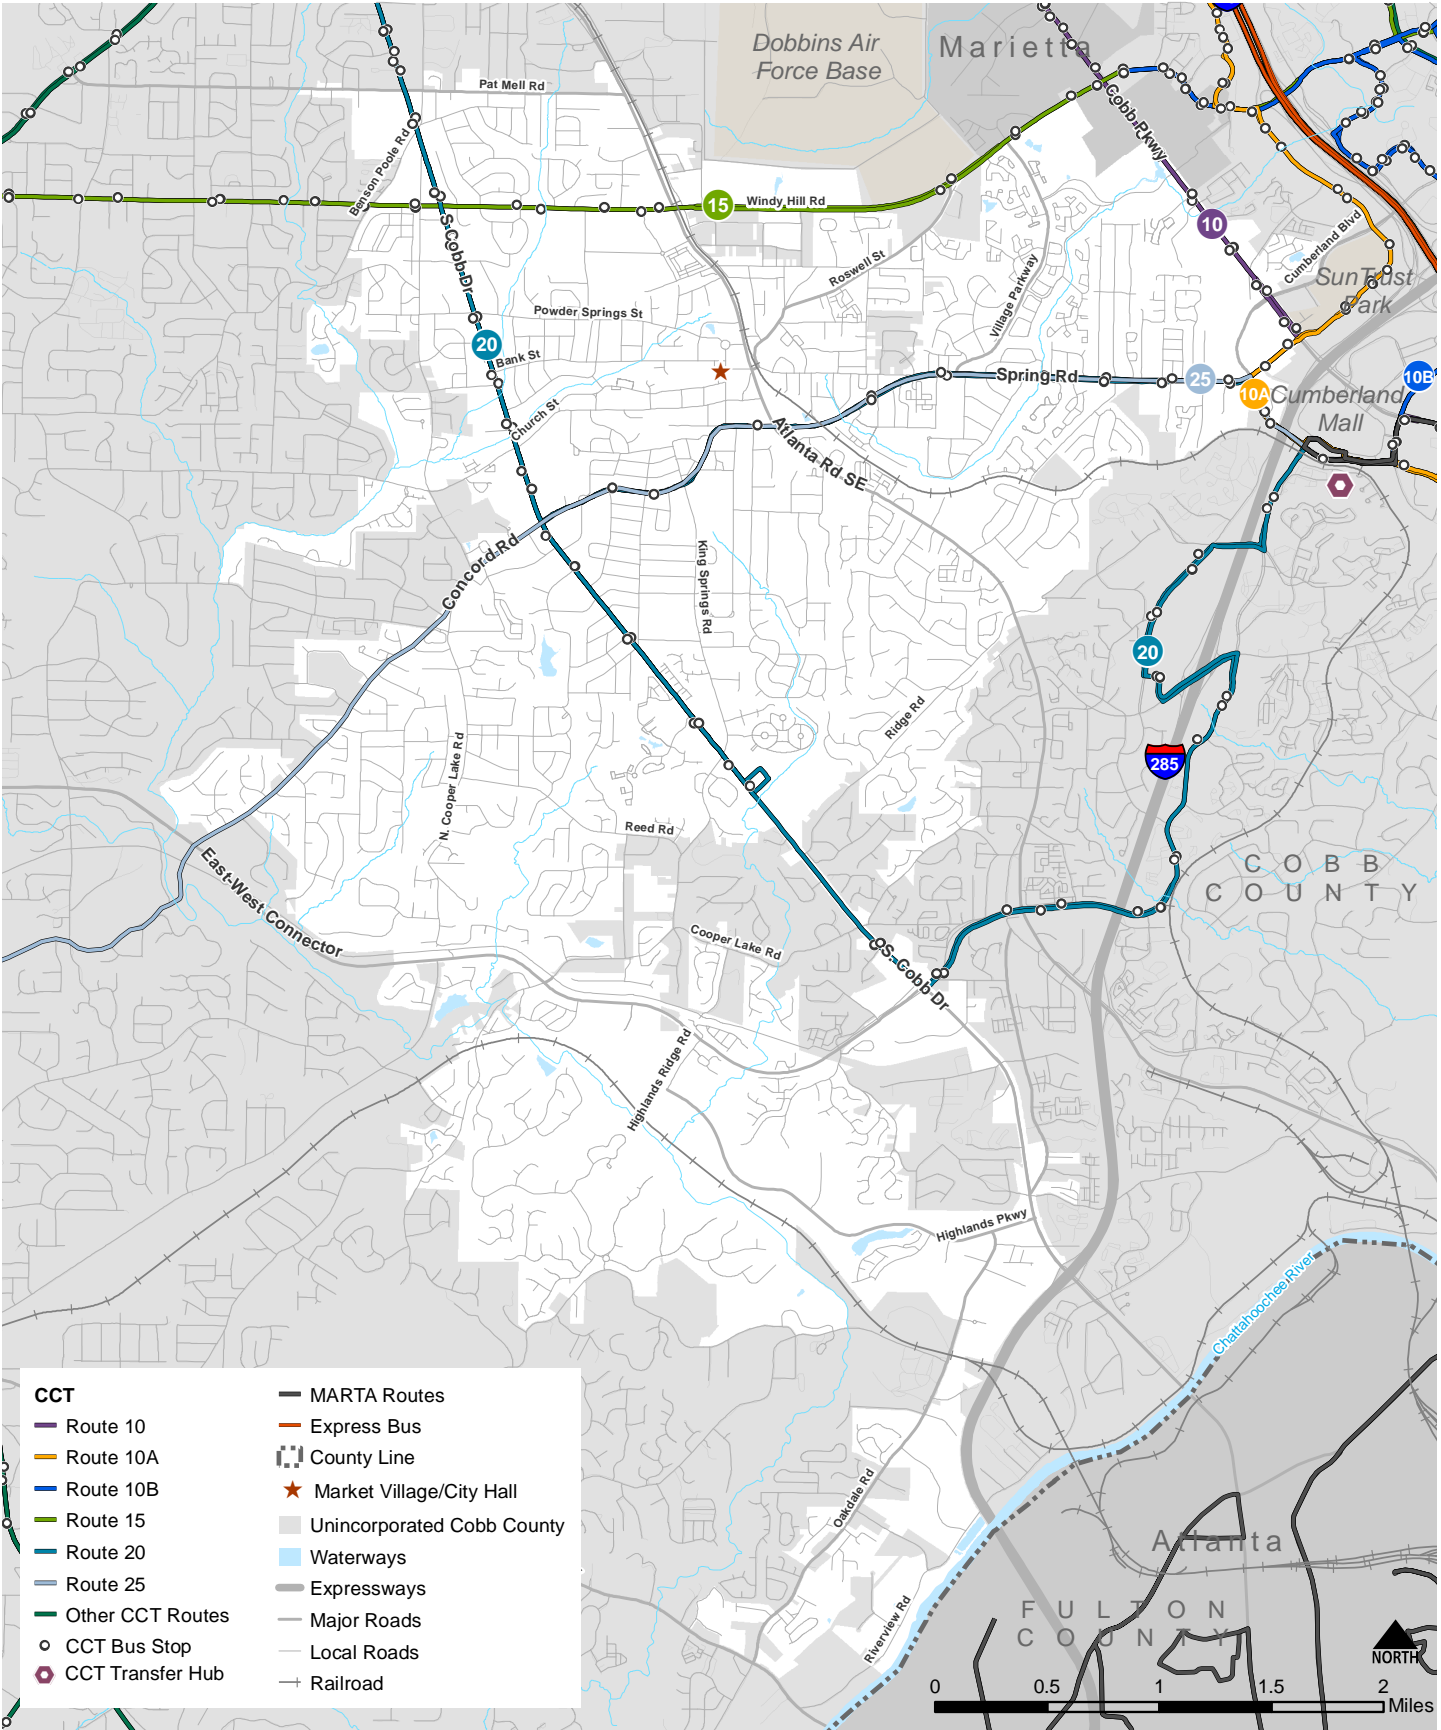 Dobbins Air
Force Base
Marietta
Pat Mell Rd
Cobb Pkwy
Benson Poole Rd
15
Windy Hill Rd
10
S Cobb Dr
Cumberland Blvd
Roswell St
SunTrust
Park
Village Parkway
Powder Springs St
20
Bank St
Spring Rd
25
10A
10B
Cumberland
Mall
Church St
Atlanta Rd SE
Concord Rd
King Springs Rd
20
Ridge Rd
285
N. Cooper Lake Rd
Reed Rd
East-West Connector
COBB
COUNTY
Cooper Lake Rd
S. Cobb Dr
Highlands Ridge Rd
Highlands Pkwy
Chattahoochee River
Oakdale Rd
Riverview Rd
Atlanta
FULTON
COUNTY
NORTH
0 0.5 1 1.5 2
Miles
CCT
Route 10
Route 10A
Route 10B
Route 15
Route 20
Route 25
Other CCT Routes
CCT Bus Stop
CCT Transfer Hub
MARTA Routes
Express Bus
County Line
Market Village/City Hall
Unincorporated Cobb County
Waterways
Expressways
Major Roads
Local Roads
Railroad